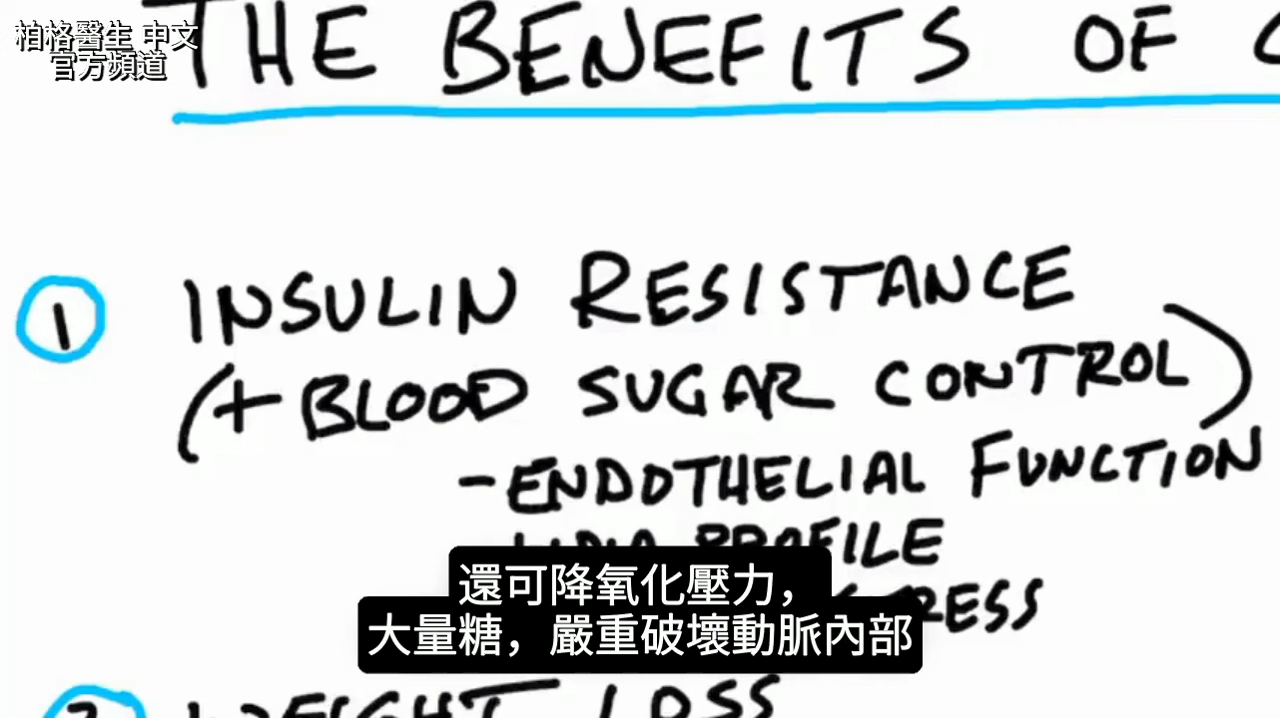 柏格醫生 中文
官方頻道
THE BENEFITS OF
1 INSULIN RESISTANCE
(+ BLOOD SUGAR CONTROL)
- ENDOTHELIAL FUNCTION
PROFILE
還可降氧化壓力，
大量糖，嚴重破壞動脈內部
2 WEIGHT LOSS